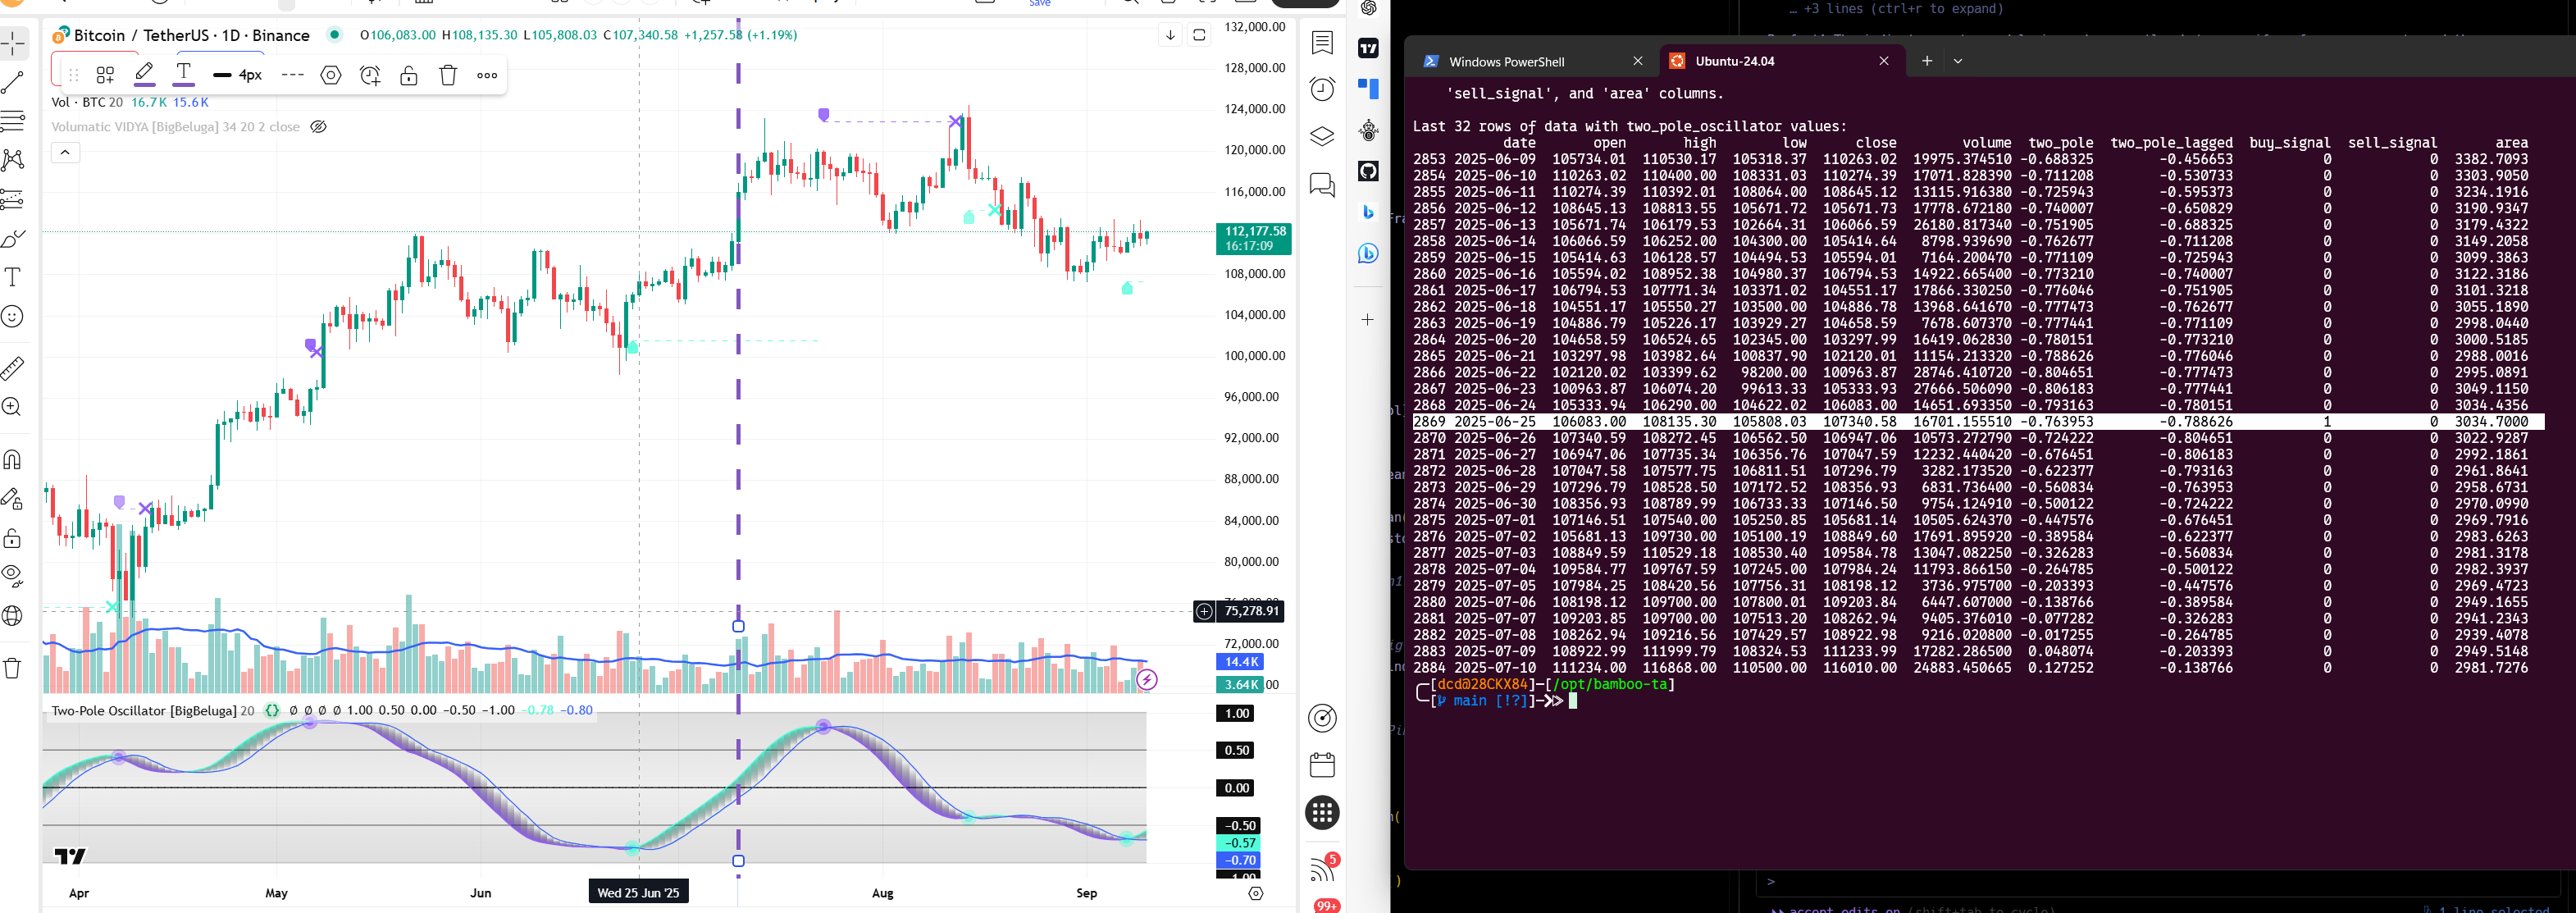 Save
Bitcoin / TetherUS · 1D · Binance
O106,083.00 H108,135.30 L105,808.03 C107,340.58 +1,257.58 (+1.19%)
4px
Vol · BTC 20 16.7K 15.6K
Volumatic VIDYA [BigBeluga] 34 20 2 close
132,000.00
128,000.00
124,000.00
120,000.00
116,000.00
112,177.58
16:17:09
108,000.00
104,000.00
100,000.00
96,000.00
92,000.00
88,000.00
84,000.00
80,000.00
75,278.91
72,000.00
14.4K
3.64K
Two-Pole Oscillator [BigBeluga] 20 {} Ø Ø Ø Ø 1.00 0.50 0.00 −0.50 −1.00 −0.78 −0.80
1.00
0.50
0.00
−0.50
−0.57
−0.70
−1.00
Apr May Jun Wed 25 Jun '25 Aug Sep
5
99+
… +3 lines (ctrl+r to expand)
Windows PowerShell
Ubuntu-24.04
'sell_signal', and 'area' columns.
Last 32 rows of data with two_pole_oscillator values:
date open high low close volume two_pole two_pole_lagged buy_signal sell_signal area
2853 2025-06-09 105734.01 110530.17 105318.37 110263.02 19975.374510 -0.688325 -0.456653 0 0 3382.7093
2854 2025-06-10 110263.02 110400.00 108331.03 110274.39 17071.828390 -0.711208 -0.530733 0 0 3303.9050
2855 2025-06-11 110274.39 110392.01 108064.00 108645.12 13115.916380 -0.725943 -0.595373 0 0 3234.1916
2856 2025-06-12 108645.13 108813.55 105671.72 105671.73 17778.672180 -0.740007 -0.650829 0 0 3190.9347
2857 2025-06-13 105671.74 106179.53 102664.31 106066.59 26180.817340 -0.751905 -0.688325 0 0 3179.4322
2858 2025-06-14 106066.59 106252.00 104300.00 105414.64 8798.939690 -0.762677 -0.711208 0 0 3149.2058
2859 2025-06-15 105414.63 106128.57 104494.53 105594.01 7164.200470 -0.771109 -0.725943 0 0 3099.3863
2860 2025-06-16 105594.02 108952.38 104980.37 106794.53 14922.665400 -0.773210 -0.740007 0 0 3122.3186
2861 2025-06-17 106794.53 107771.34 103371.02 104551.17 17866.330250 -0.776046 -0.751905 0 0 3101.3218
2862 2025-06-18 104551.17 105550.27 103500.00 104886.78 13968.641670 -0.777473 -0.762677 0 0 3055.1890
2863 2025-06-19 104886.79 105226.17 103929.27 104658.59 7678.607370 -0.777441 -0.771109 0 0 2998.0440
2864 2025-06-20 104658.59 106524.65 102345.00 103297.99 16419.062830 -0.780151 -0.773210 0 0 3000.5185
2865 2025-06-21 103297.98 103982.64 100837.90 102120.01 11154.213320 -0.788626 -0.776046 0 0 2988.0016
2866 2025-06-22 102120.02 103399.62 98200.00 100963.87 28746.410720 -0.804651 -0.777473 0 0 2995.0891
2867 2025-06-23 100963.87 106074.20 99613.33 105333.93 27666.506090 -0.806183 -0.777441 0 0 3049.1150
2868 2025-06-24 105333.94 106290.00 104622.02 106083.00 14651.693350 -0.793163 -0.780151 0 0 3034.4356
2869 2025-06-25 106083.00 108135.30 105808.03 107340.58 16701.155510 -0.763953 -0.788626 1 0 3034.7000
2870 2025-06-26 107340.59 108272.45 106562.50 106947.06 10573.272790 -0.724222 -0.804651 0 0 3022.9287
2871 2025-06-27 106947.06 107735.34 106356.76 107047.59 12232.440420 -0.676451 -0.806183 0 0 2992.1861
2872 2025-06-28 107047.58 107577.75 106811.51 107296.79 3282.173520 -0.622377 -0.793163 0 0 2961.8641
2873 2025-06-29 107296.79 108528.50 107172.52 108356.93 6831.736400 -0.560834 -0.763953 0 0 2958.6731
2874 2025-06-30 108356.93 108789.99 106733.33 107146.50 9754.124910 -0.500122 -0.724222 0 0 2970.0990
2875 2025-07-01 107146.51 107540.00 105250.85 105681.14 10505.624370 -0.447576 -0.676451 0 0 2969.7916
2876 2025-07-02 105681.13 109730.00 105100.19 108849.60 17691.895920 -0.389584 -0.622377 0 0 2983.6263
2877 2025-07-03 108849.59 110529.18 108530.40 109584.78 13047.082250 -0.326283 -0.560834 0 0 2981.3178
2878 2025-07-04 109584.77 109767.59 107245.00 107984.24 11793.866150 -0.264785 -0.500122 0 0 2982.3937
2879 2025-07-05 107984.25 108420.56 107756.31 108198.12 3736.975700 -0.203393 -0.447576 0 0 2969.4723
2880 2025-07-06 108198.12 109700.00 107800.01 109203.84 6447.607000 -0.138766 -0.389584 0 0 2949.1655
2881 2025-07-07 109203.85 109700.00 107513.20 108262.94 9405.376010 -0.077282 -0.326283 0 0 2941.2343
2882 2025-07-08 108262.94 109216.56 107429.57 108922.98 9216.020800 -0.017255 -0.264785 0 0 2939.4078
2883 2025-07-09 108922.99 111999.79 108324.53 111233.99 17282.286500 0.048074 -0.203393 0 0 2949.5148
2884 2025-07-10 111234.00 116868.00 110500.00 116010.00 24883.450665 0.127252 -0.138766 0 0 2981.7276
[dcd@28CKX84]-[/opt/bamboo-ta]
[main [!?]]
>